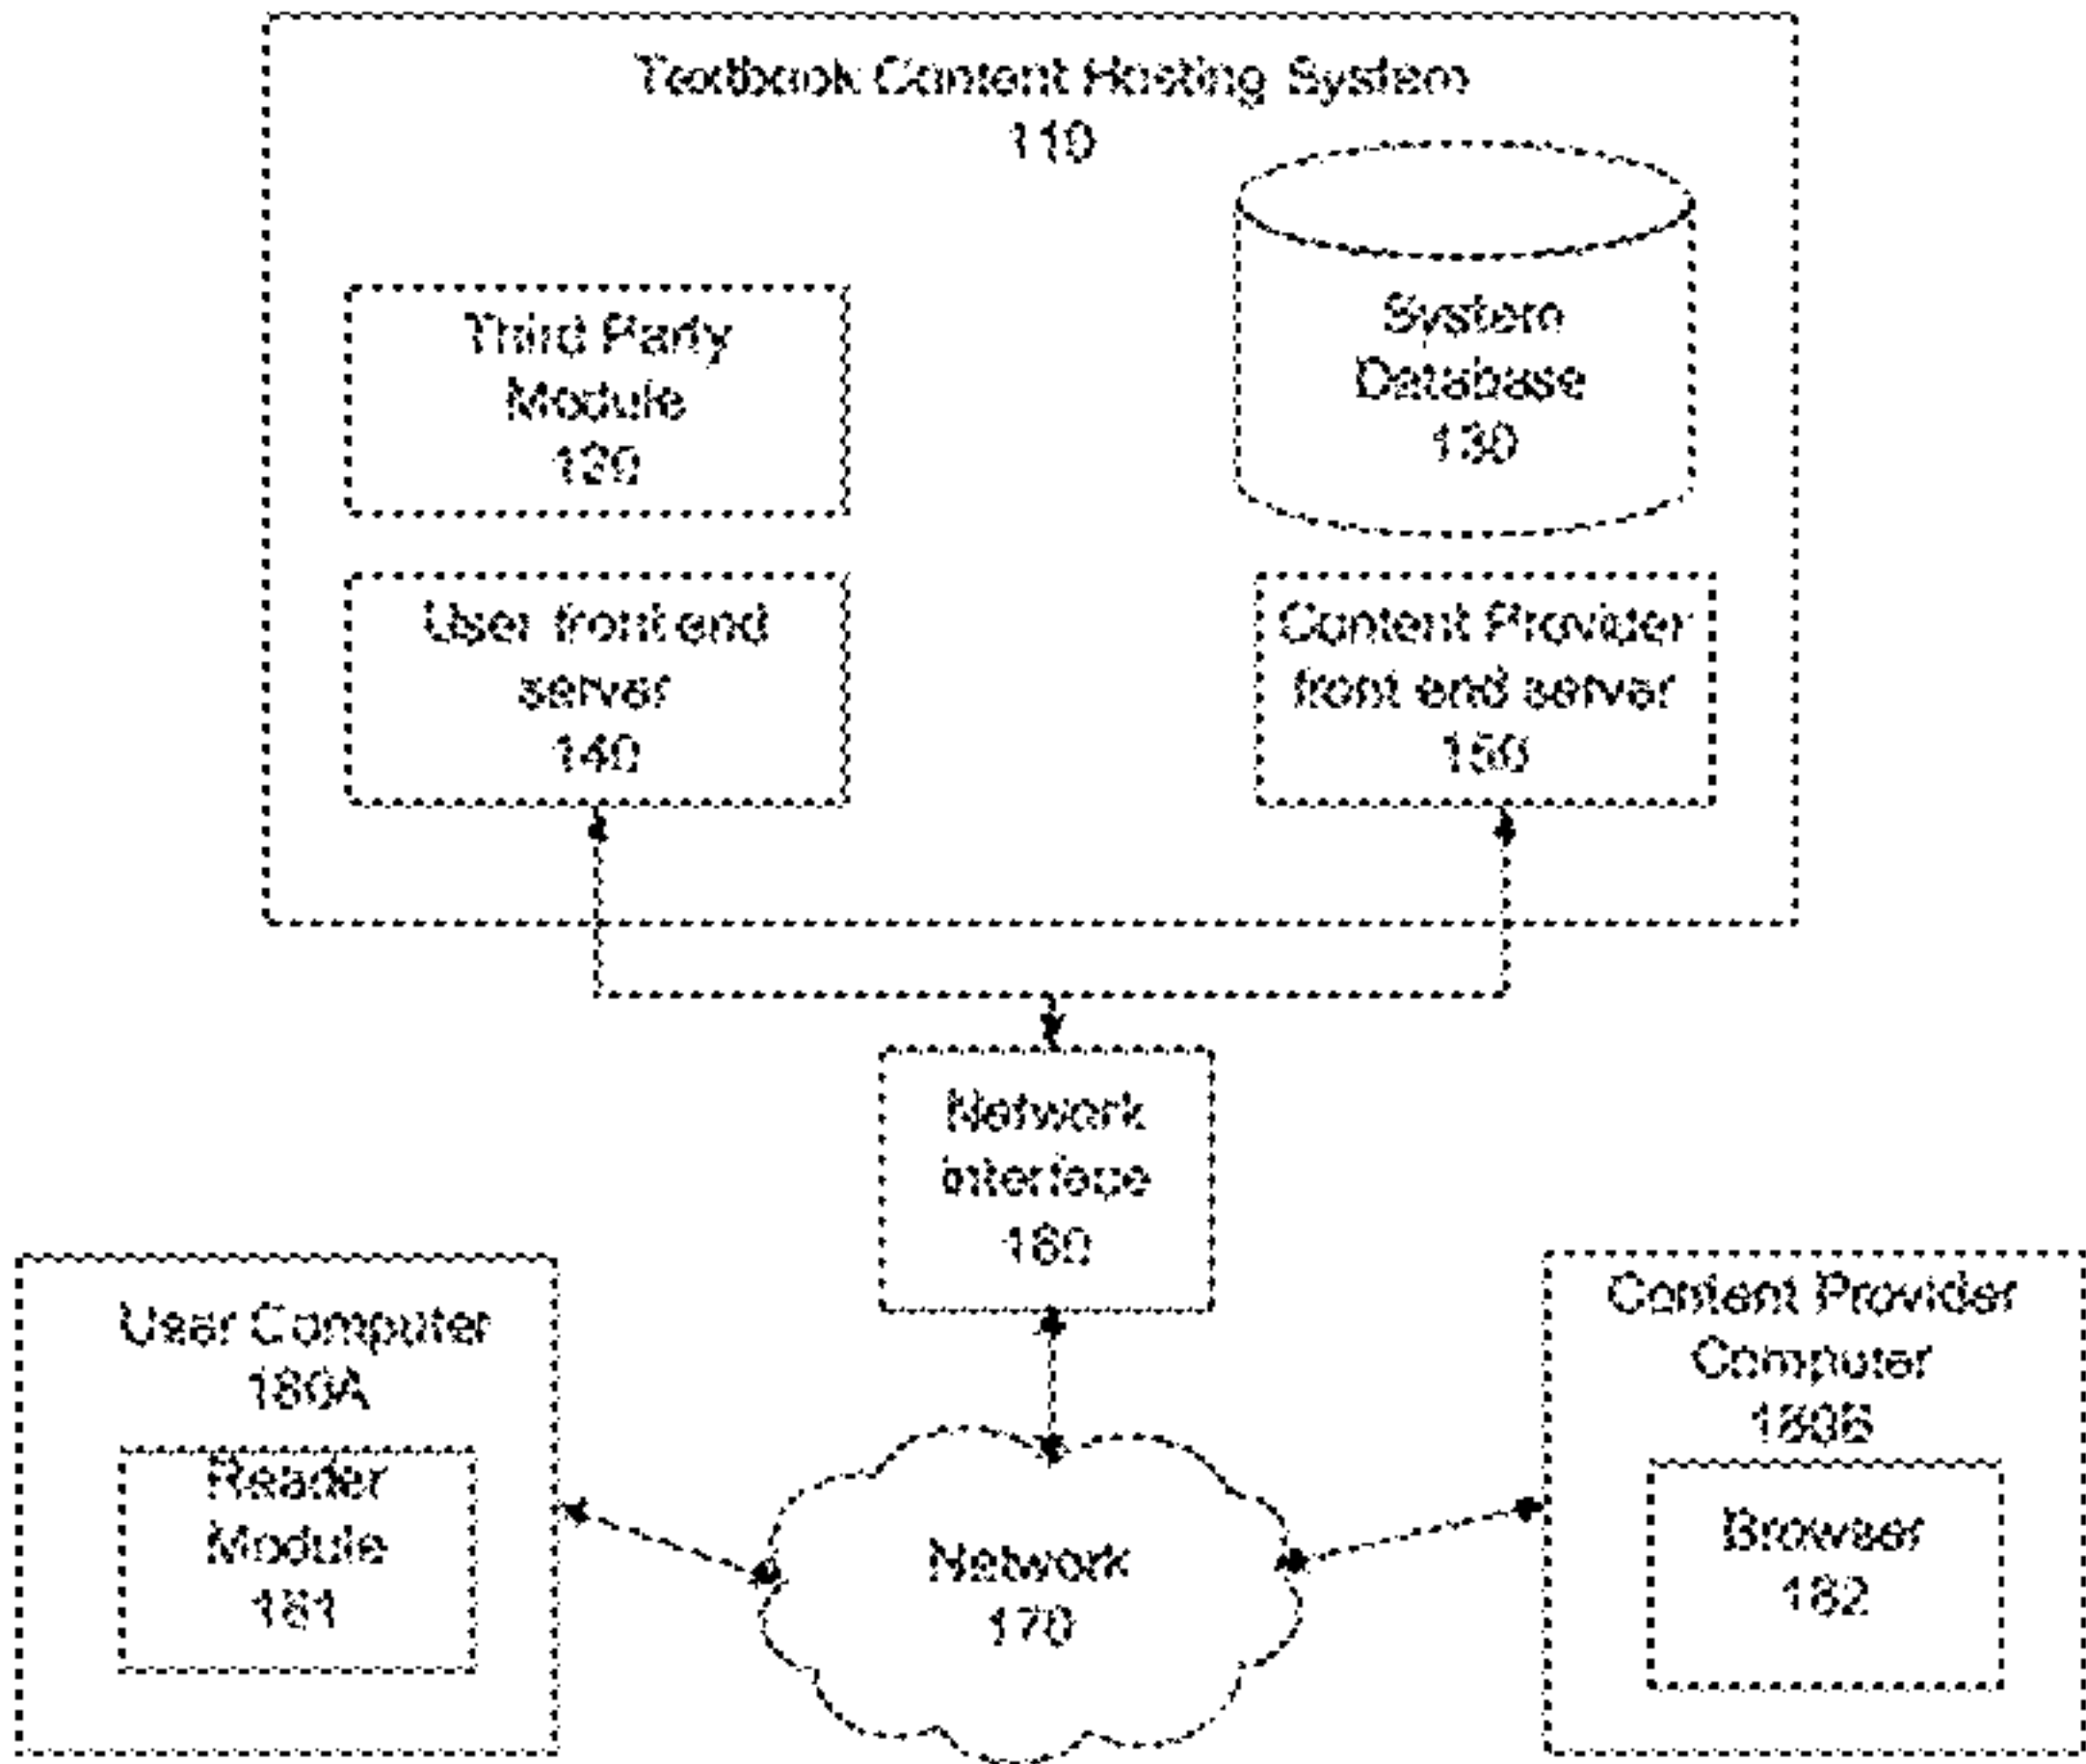 Textbook Content Hosting System
110
Third Party
Module
120
System
Database
130
User front end
server
140
Content Provider
front end server
150
Network
interface
160
User Computer
180A
Reader
Module
181
Content Provider
Computer
180B
Browser
182
Network
170